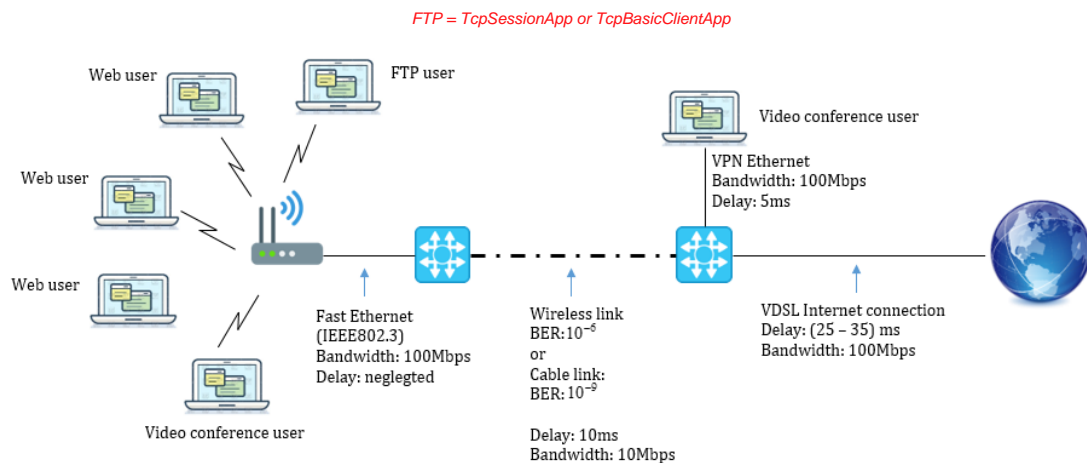 FTP = TcpSessionApp or TcpBasicClientApp
Web user
FTP user
Web user
Web user
Video conference user
Fast Ethernet
(IEEE802.3)
Bandwidth: 100Mbps
Delay: neglegted
Wireless link
BER:10⁻⁶
or
Cable link:
BER:10⁻⁹
Delay: 10ms
Bandwidth: 10Mbps
Video conference user
VPN Ethernet
Bandwidth: 100Mbps
Delay: 5ms
VDSL Internet connection
Delay: (25 – 35) ms
Bandwidth: 100Mbps